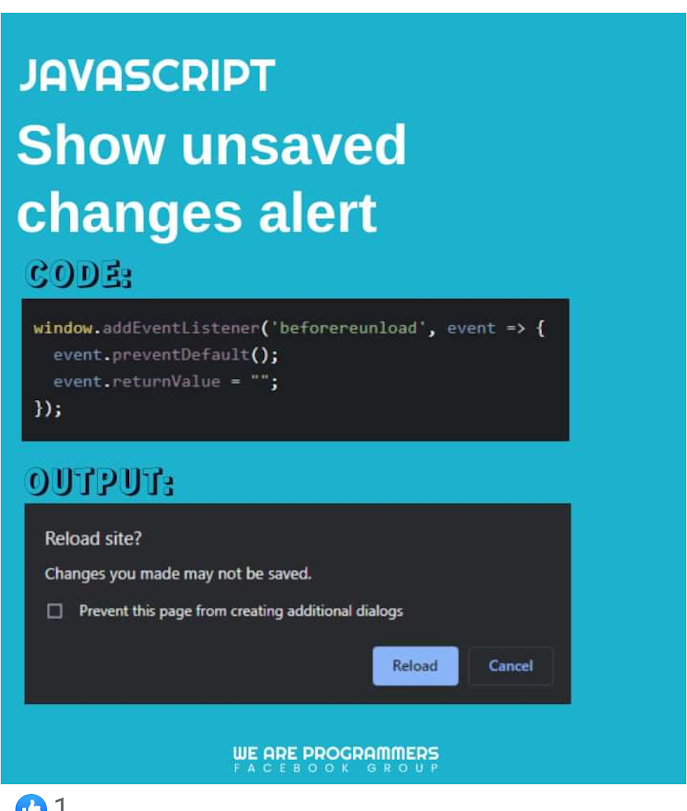 JAVASCRIPT
Show unsaved
changes alert
CODE:
window.addEventListener('beforereunload', event => {
event.preventDefault();
event.returnValue = "";
});
OUTPUT:
Reload site?
Changes you made may not be saved.
Prevent this page from creating additional dialogs
Reload Cancel
WE ARE PROGRAMMERS
FACEBOOK GROUP
1